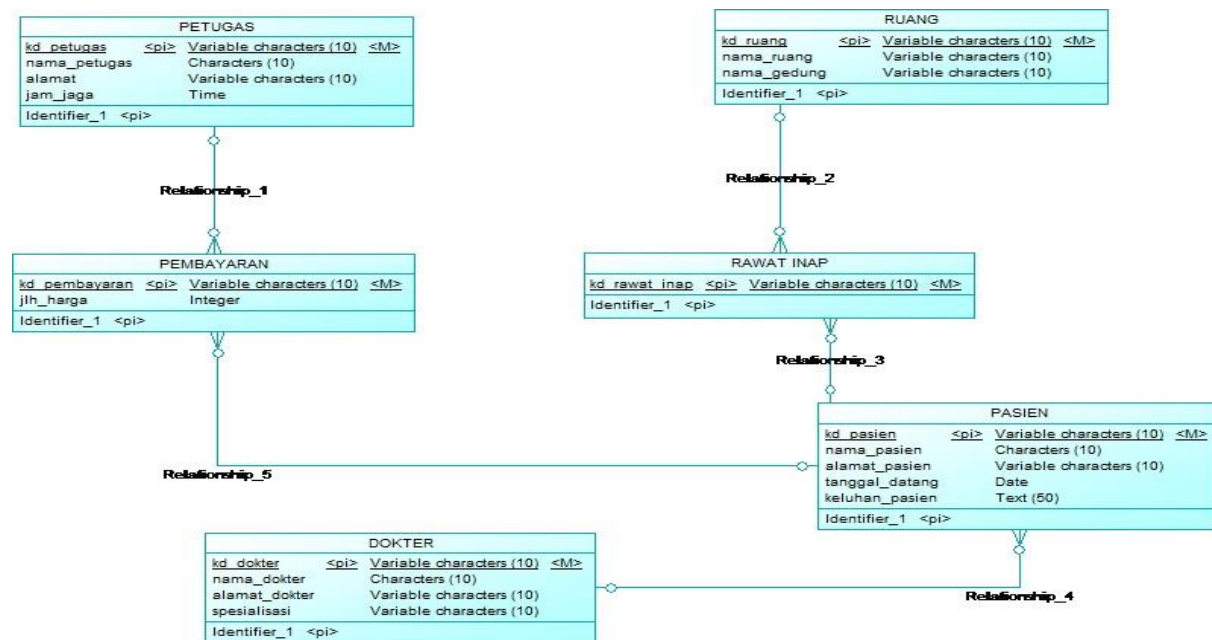 PETUGAS
kd_petugas <pi> Variable characters (10) <M>
nama_petugas Characters (10)
alamat Variable characters (10)
jam_jaga Time
Identifier_1 <pi>
RUANG
kd_ruang <pi> Variable characters (10) <M>
nama_ruang Variable characters (10)
nama_gedung Variable characters (10)
Identifier_1 <pi>
Relationship_1
Relationship_2
PEMBAYARAN
kd_pembayaran <pi> Variable characters (10) <M>
jlh_harga Integer
Identifier_1 <pi>
RAWAT INAP
kd_rawat_inap <pi> Variable characters (10) <M>
Identifier_1 <pi>
Relationship_3
PASIEN
kd_pasien <pi> Variable characters (10) <M>
nama_pasien Characters (10)
alamat_pasien Variable characters (10)
tanggal_datang Date
keluhan_pasien Text (50)
Identifier_1 <pi>
Relationship_5
DOKTER
kd_dokter <pi> Variable characters (10) <M>
nama_dokter Characters (10)
alamat_dokter Variable characters (10)
spesialisasi Variable characters (10)
Identifier_1 <pi>
Relationship_4